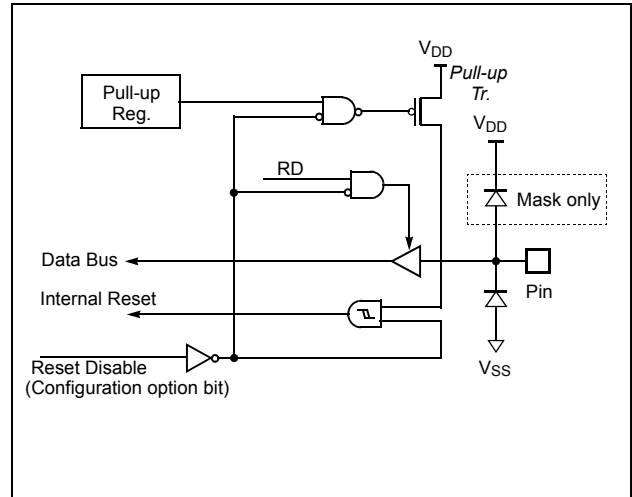 VDD
Pull-up
Tr.
Pull-up
Reg.
VDD
RD
Mask only
Data Bus
Pin
Internal Reset
Reset Disable
(Configuration option bit)
VSS